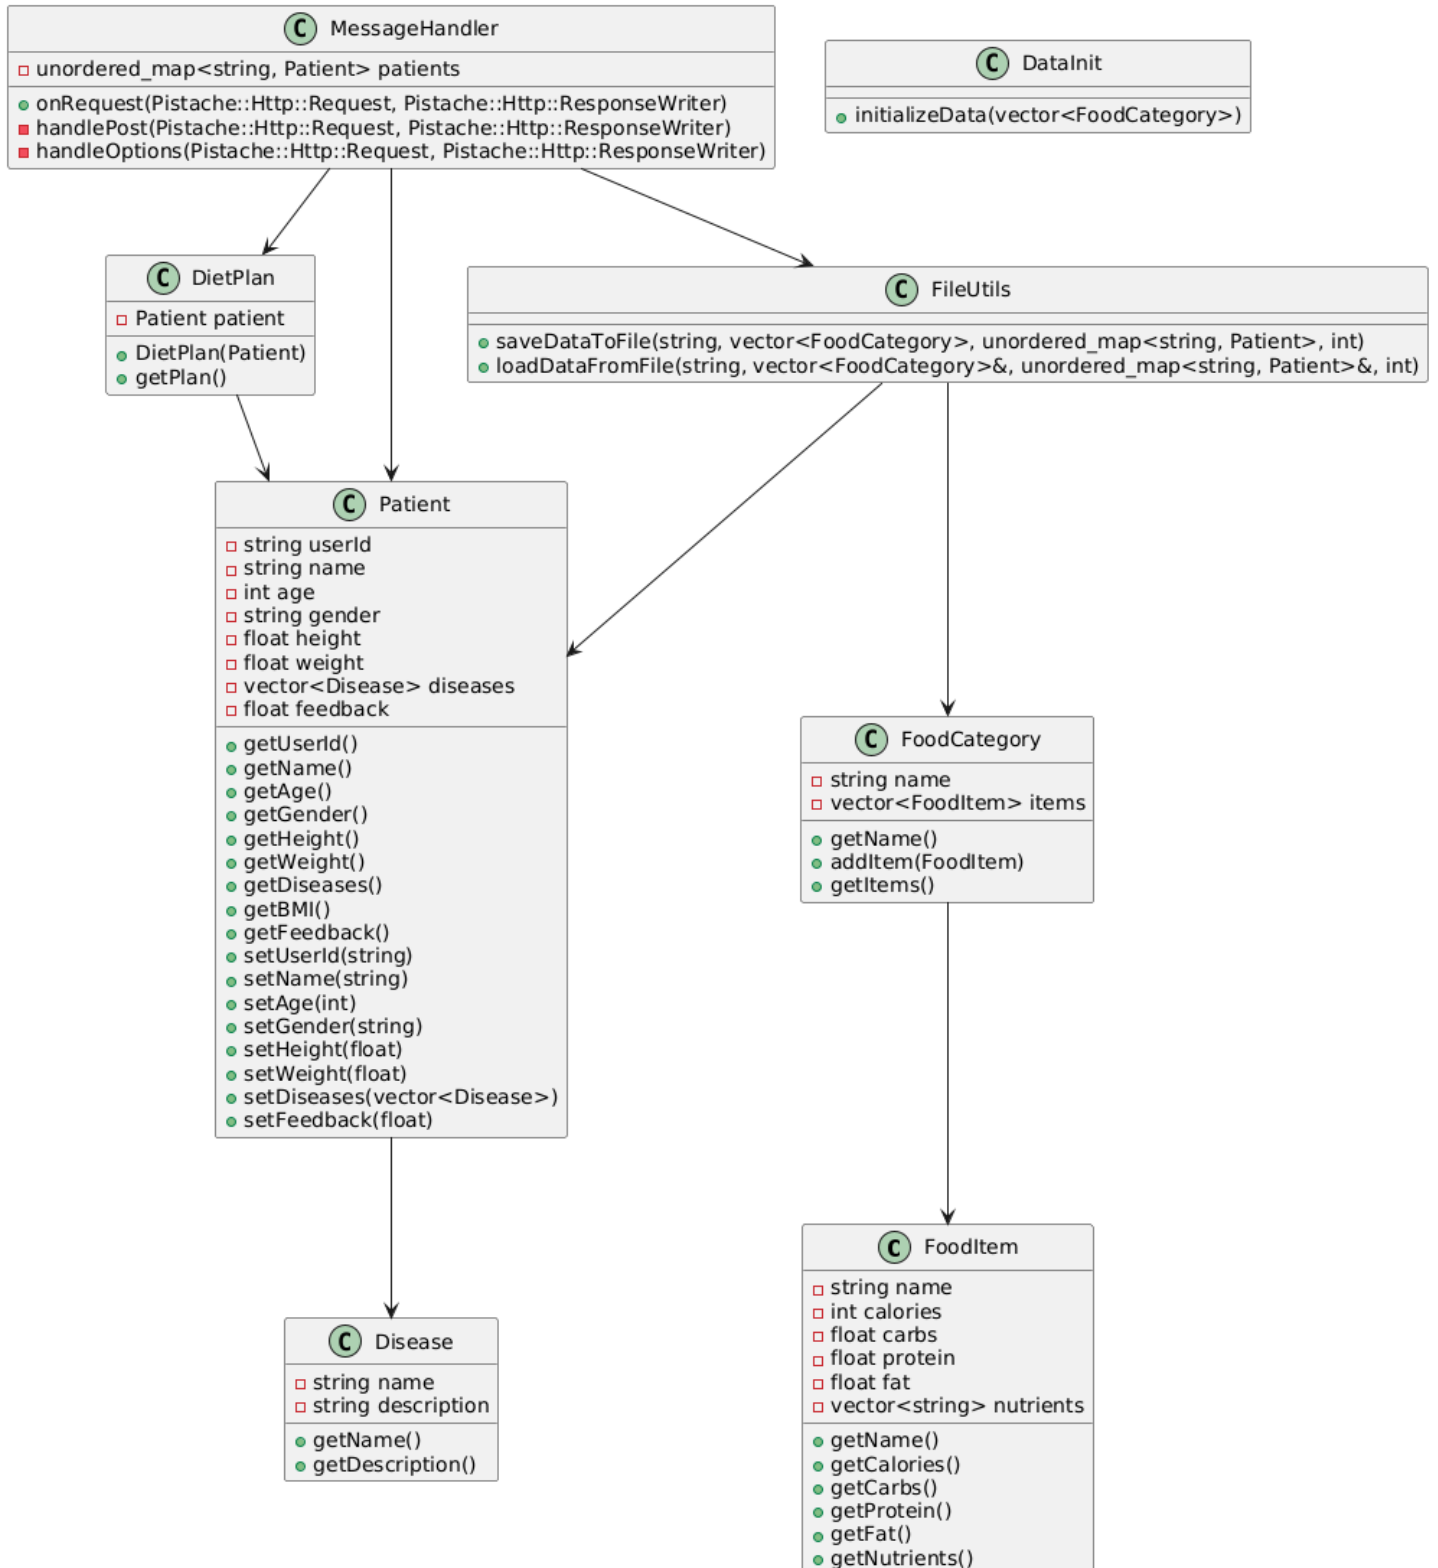 C MessageHandler
unordered_map<string, Patient> patients
onRequest(Pistache::Http::Request, Pistache::Http::ResponseWriter)
handlePost(Pistache::Http::Request, Pistache::Http::ResponseWriter)
handleOptions(Pistache::Http::Request, Pistache::Http::ResponseWriter)
C DataInit
initializeData(vector<FoodCategory>)
C DietPlan
Patient patient
DietPlan(Patient)
getPlan()
C FileUtils
saveDataToFile(string, vector<FoodCategory>, unordered_map<string, Patient>, int)
loadDataFromFile(string, vector<FoodCategory>&, unordered_map<string, Patient>&, int)
C Patient
string userId
string name
int age
string gender
float height
float weight
vector<Disease> diseases
float feedback
getUserId()
getName()
getAge()
getGender()
getHeight()
getWeight()
getDiseases()
getBMI()
getFeedback()
setUserId(string)
setName(string)
setAge(int)
setGender(string)
setHeight(float)
setWeight(float)
setDiseases(vector<Disease>)
setFeedback(float)
C FoodCategory
string name
vector<FoodItem> items
getName()
addItem(FoodItem)
getItems()
C Disease
string name
string description
getName()
getDescription()
C FoodItem
string name
int calories
float carbs
float protein
float fat
vector<string> nutrients
getName()
getCalories()
getCarbs()
getProtein()
getFat()
getNutrients()